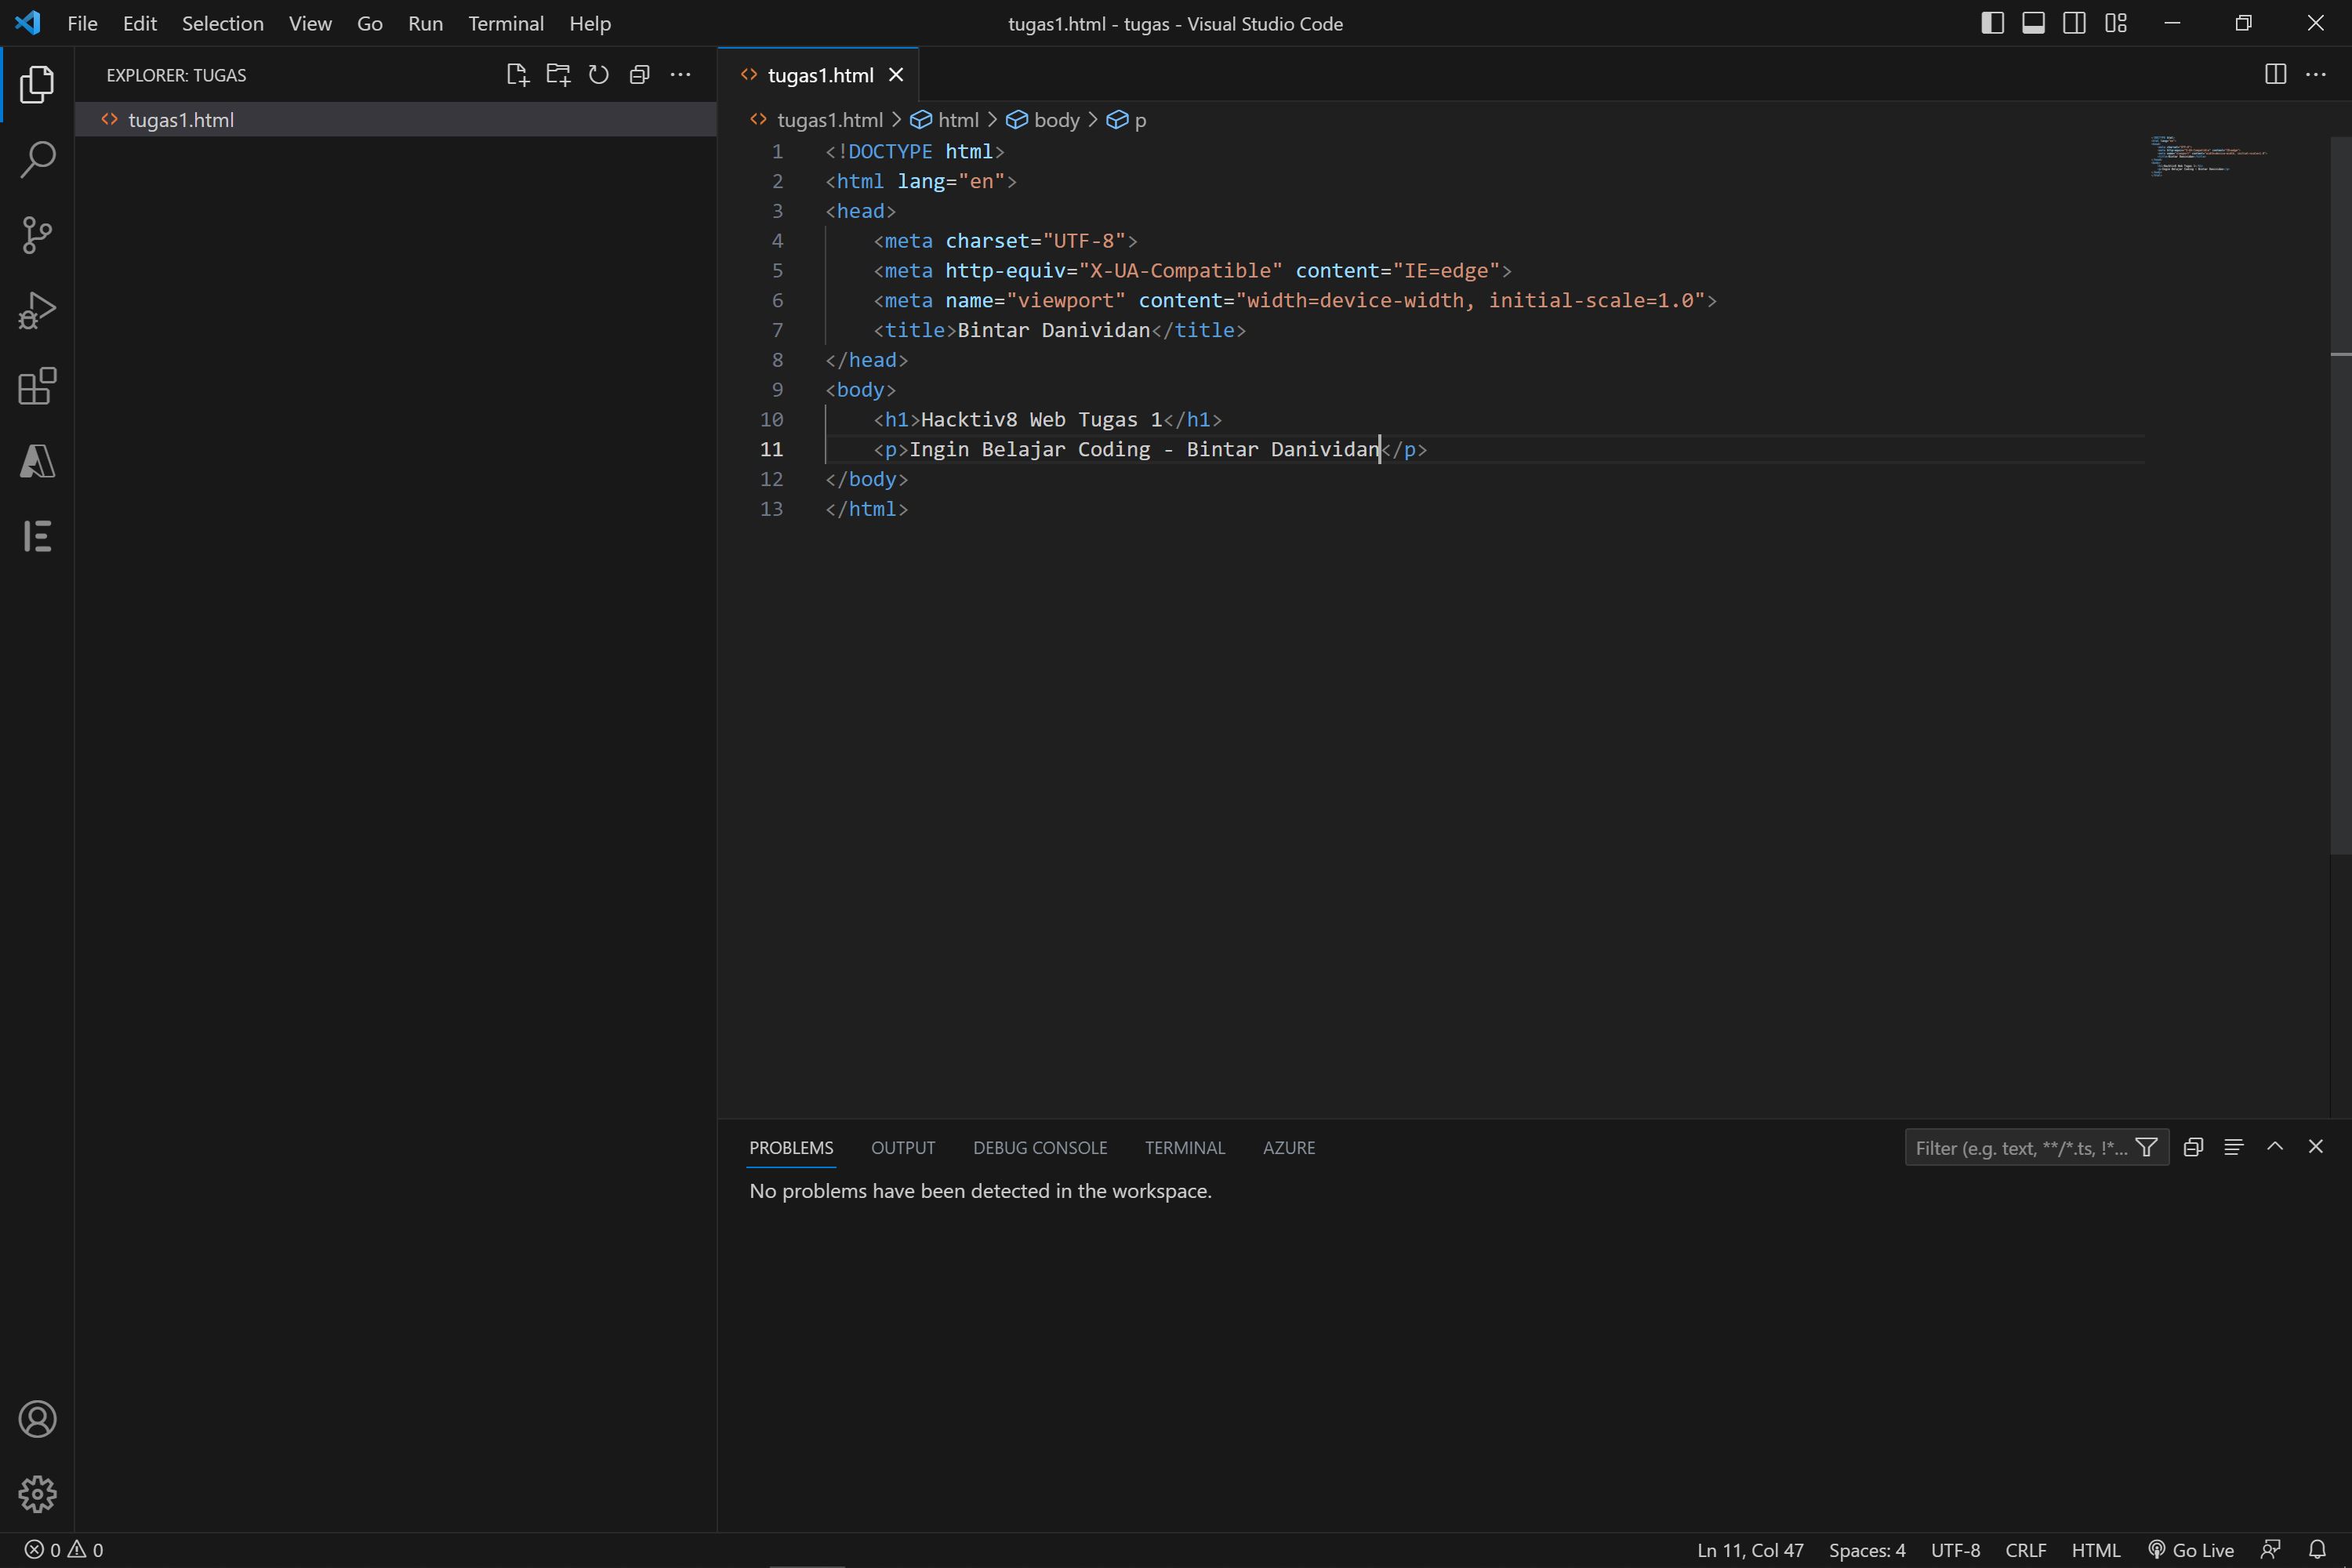 File Edit Selection View Go Run Terminal Help
tugas1.html - tugas - Visual Studio Code
EXPLORER: TUGAS
tugas1.html
tugas1.html
tugas1.html > html > body > p
1 <!DOCTYPE html>
2 <html lang="en">
3 <head>
4 <meta charset="UTF-8">
5 <meta http-equiv="X-UA-Compatible" content="IE=edge">
6 <meta name="viewport" content="width=device-width, initial-scale=1.0">
7 <title>Bintar Danividan</title>
8 </head>
9 <body>
10 <h1>Hacktiv8 Web Tugas 1</h1>
11 <p>Ingin Belajar Coding - Bintar Danividan</p>
12 </body>
13 </html>
PROBLEMS OUTPUT DEBUG CONSOLE TERMINAL AZURE
Filter (e.g. text, **/*.ts, !*...
No problems have been detected in the workspace.
0 0
Ln 11, Col 47 Spaces: 4 UTF-8 CRLF HTML Go Live